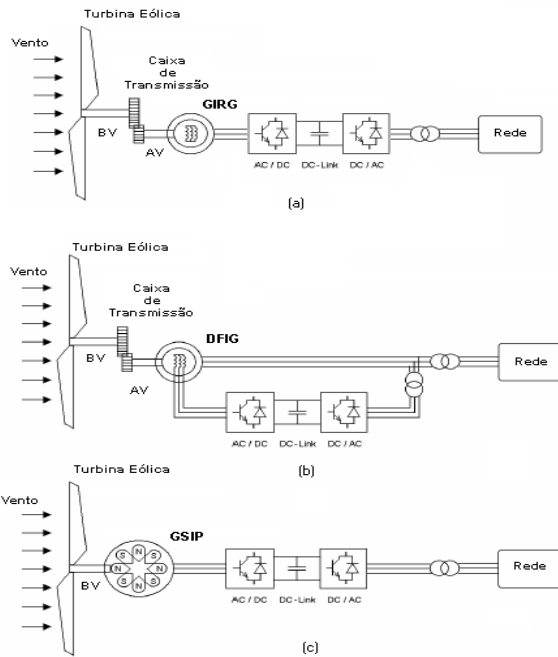 Turbina Eólica
Vento
Caixa
de
Transmissão
GIRG
BV
AV
Rede
AC / DC
DC-Link
DC / AC
(a)
Turbina Eólica
Vento
Caixa
de
Transmissão
DFIG
BV
AV
Rede
AC / DC
DC-Link
DC / AC
(b)
Turbina Eólica
Vento
GSIP
S N S
N N
S N S
BV
Rede
AC / DC
DC-Link
DC / AC
(c)